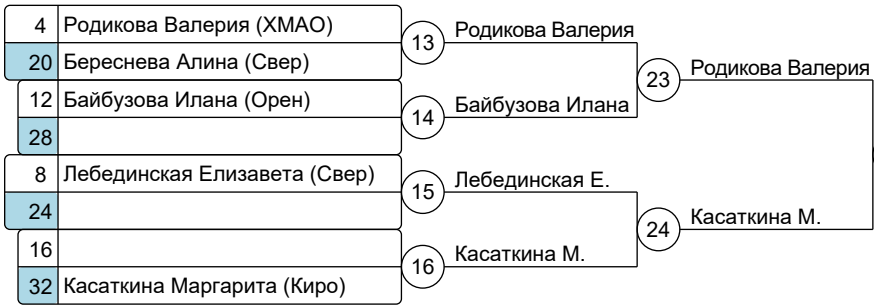 4 Родикова Валерия (ХМАО)
20 Береснева Алина (Свер)
13 Родикова Валерия
12 Байбузова Илана (Орен)
28
14 Байбузова Илана
23 Родикова Валерия
8 Лебединская Елизавета (Свер)
24
15 Лебединская Е.
16
32 Касаткина Маргарита (Киро)
16 Касаткина М.
24 Касаткина М.